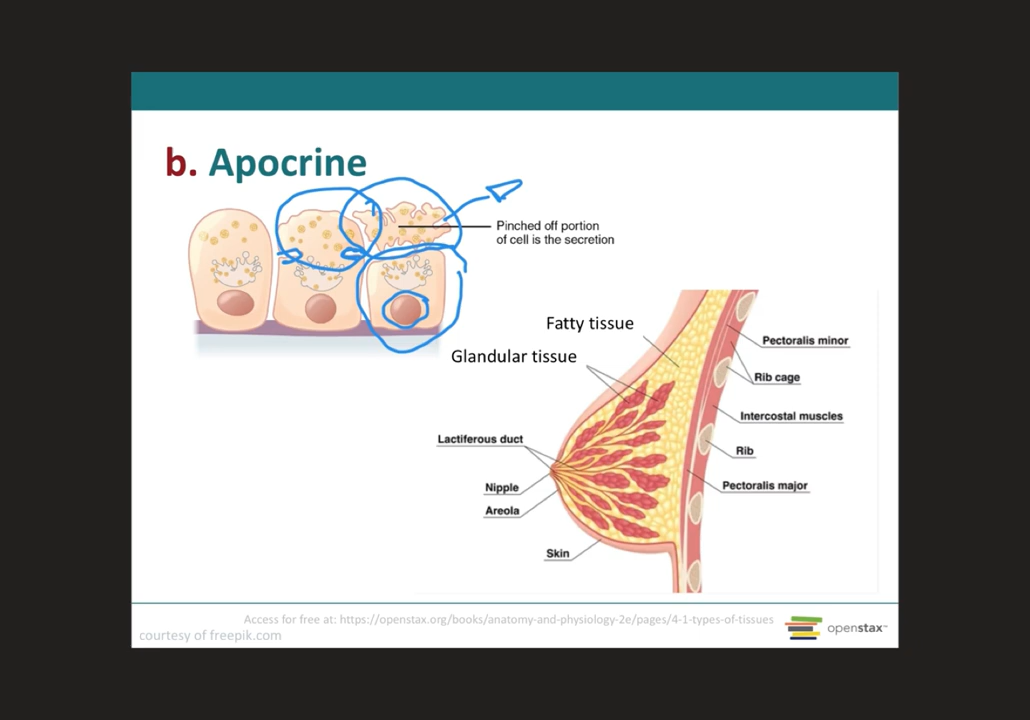 b. Apocrine
Pinched off portion
of cell is the secretion
Fatty tissue
Glandular tissue
Pectoralis minor
Rib cage
Intercostal muscles
Lactiferous duct
Rib
Nipple
Pectoralis major
Areola
Skin
Access for free at: https://openstax.org/books/anatomy-and-physiology-2e/pages/4-1-types-of-tissues
courtesy of freepik.com
openstax™